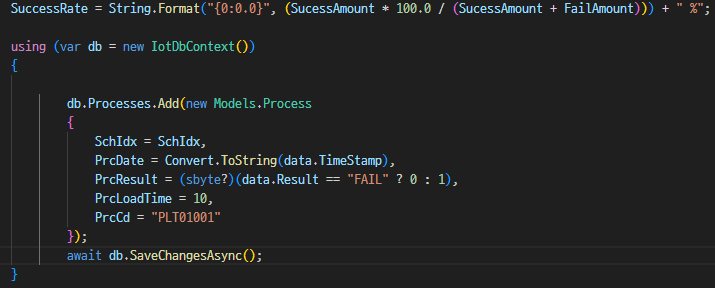 SuccessRate = String.Format("{0:0.0}", (SucessAmount * 100.0 / (SucessAmount + FailAmount))) + " %";
using (var db = new IotDbContext())
{
db.Processes.Add(new Models.Process
{
SchIdx = SchIdx,
PrcDate = Convert.ToString(data.TimeStamp),
PrcResult = (sbyte?)(data.Result == "FAIL" ? 0 : 1),
PrcLoadTime = 10,
PrcCd = "PLT01001"
});
await db.SaveChangesAsync();
}